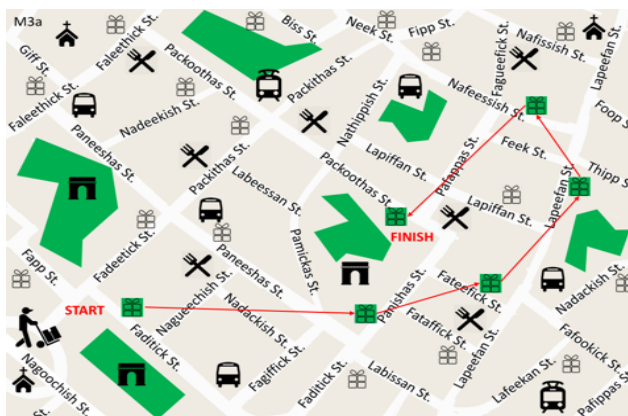 M3a
Giff St.
Faleethick St.
Biss St.
Neek St.
Fipp St.
Nafissish St.
Lapeefan St.
Fagueefick St.
Packoothas St.
Packithas St.
Faleethick St.
Nadeekish St.
Nathippish St.
Nafeessish St.
Foop St.
Paneeshas St.
Feek St.
Thipp S
Packithas St.
Packoothas St.
Lapiffan St.
Pafappas St.
Labeessan St.
Lapeefan St.
Lapiffan St.
FINISH
Fapp St.
Fadeetick St.
Pamickas St.
Paneeshas St.
Nagueechish St.
Nadackish St.
Panishas St.
Fateefick St.
Nadackish St.
START
Faditick St.
Fataffick St.
Fafookick St.
Nagoochish St.
Fagiffick St.
Faditick St.
Labissan St.
Lapeefan St.
Lafeekan St.
Pafippas St.